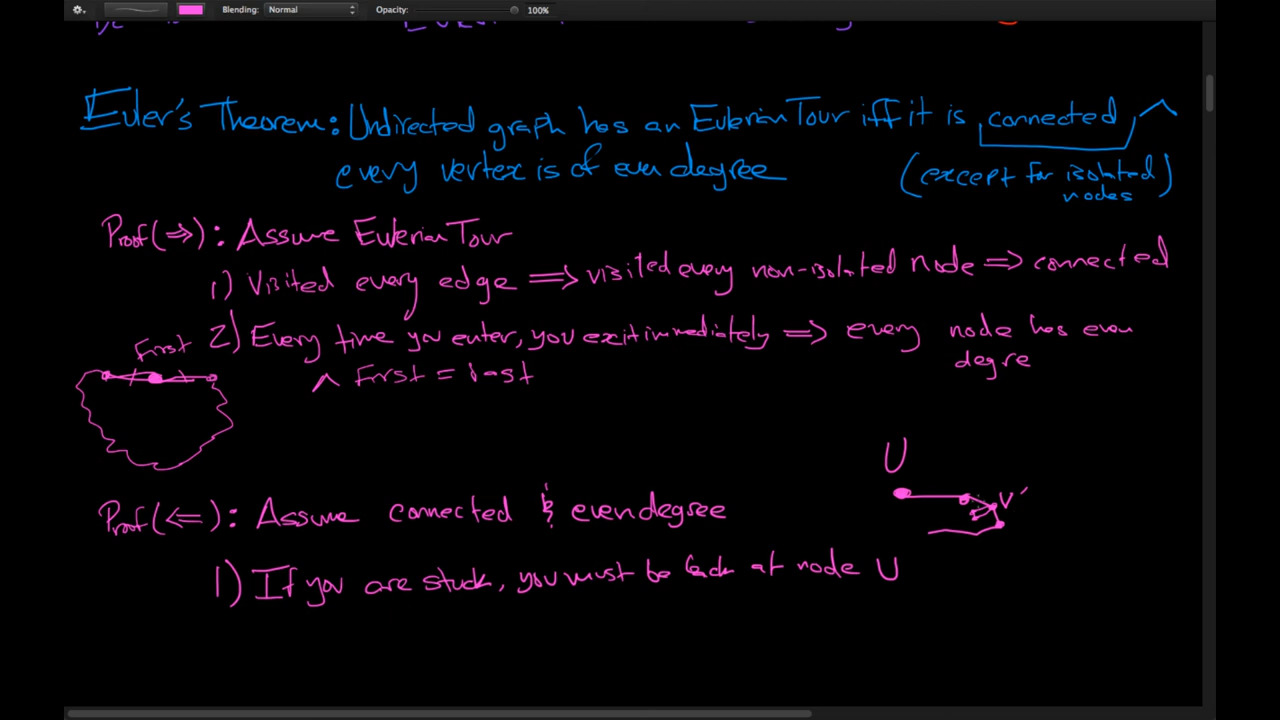 Blending: Normal Opacity: 100%
Euler's Theorem: Undirected graph has an Eulerian Tour iff it is connected ∧
every vertex is of even degree
(except for isolated
nodes)
Proof(⇒): Assume Eulerian Tour
1) Visited every edge ⇒ visited every non-isolated node ⇒ connected
2) Every time you enter, you exit immediately ⇒ every node has even
degre
First
∧ First = last
U
Proof(⇐): Assume connected & even degree
V'
1) If you are stuck, you must be back at node U